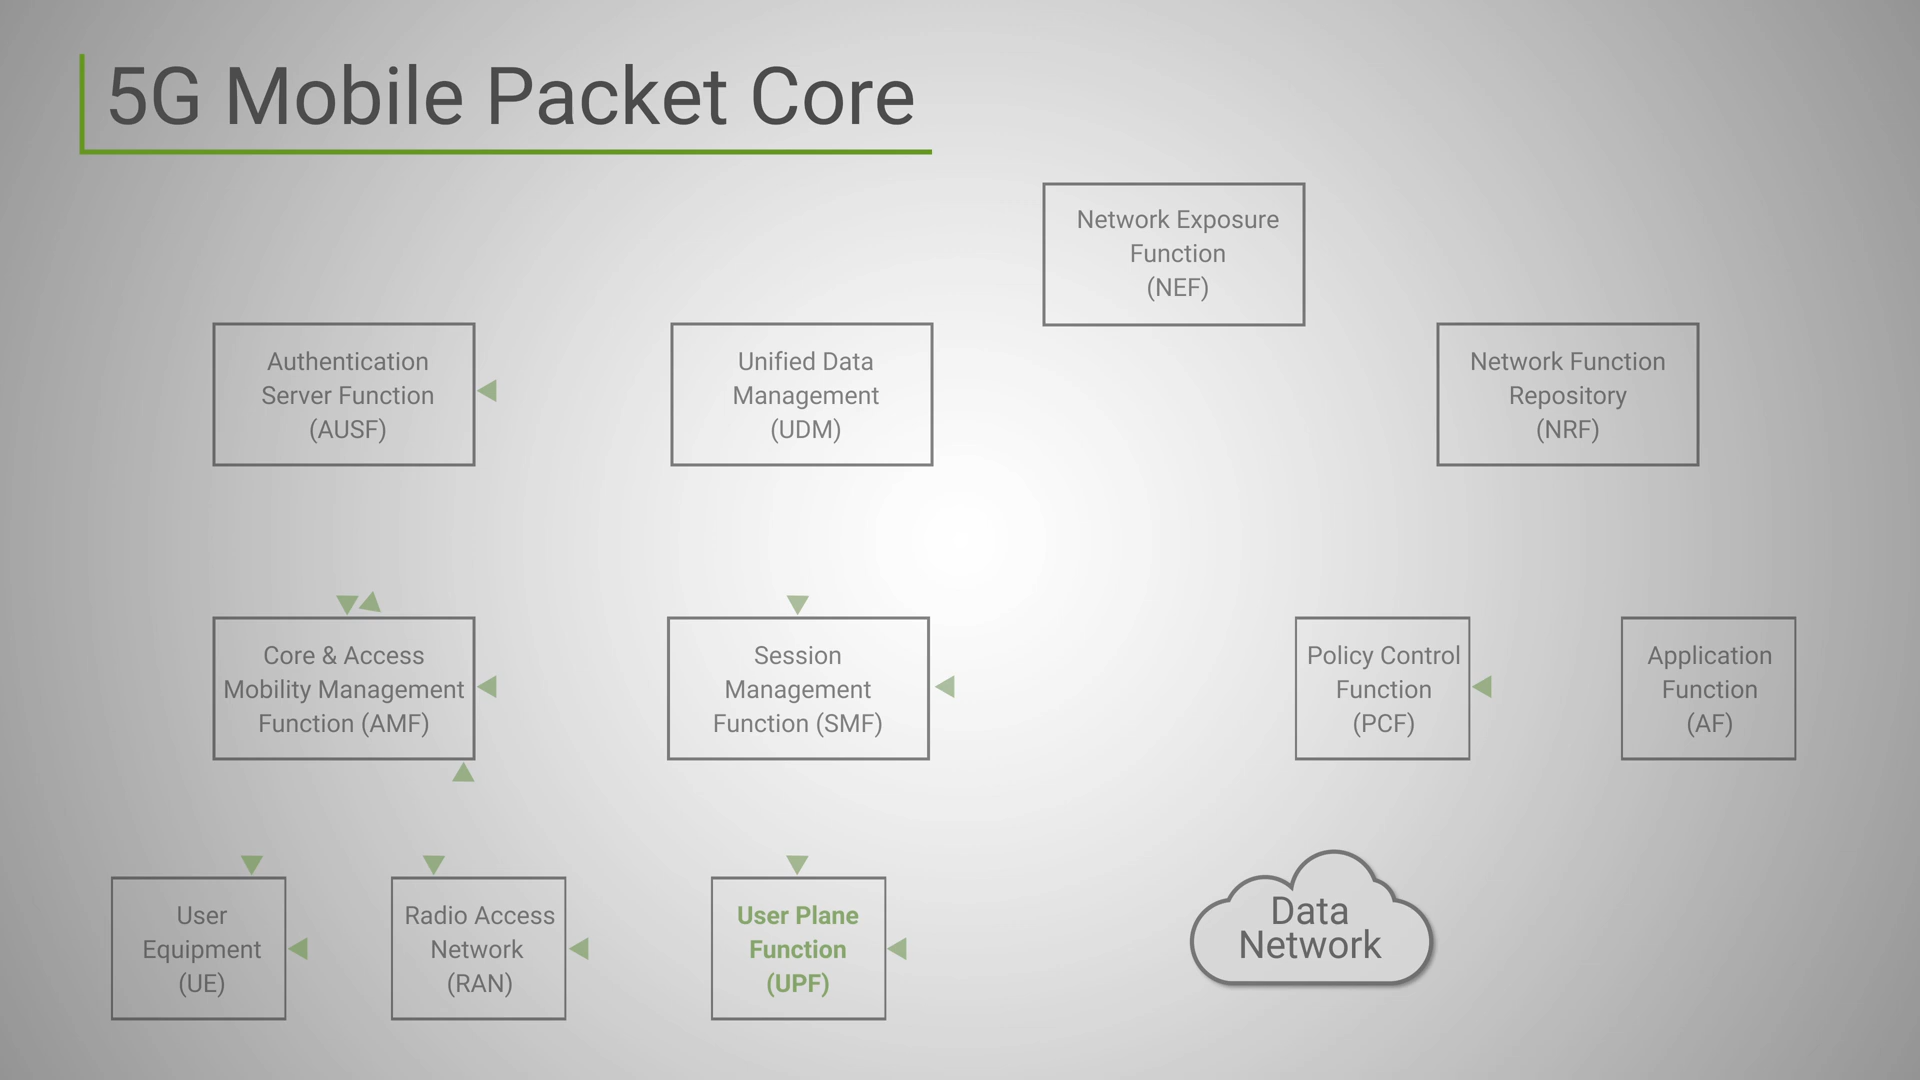 5G Mobile Packet Core
Network Exposure
Function
(NEF)
Authentication
Server Function
(AUSF)
Unified Data
Management
(UDM)
Network Function
Repository
(NRF)
Core & Access
Mobility Management
Function (AMF)
Session
Management
Function (SMF)
Policy Control
Function
(PCF)
Application
Function
(AF)
User
Equipment
(UE)
Radio Access
Network
(RAN)
User Plane
Function
(UPF)
Data
Network